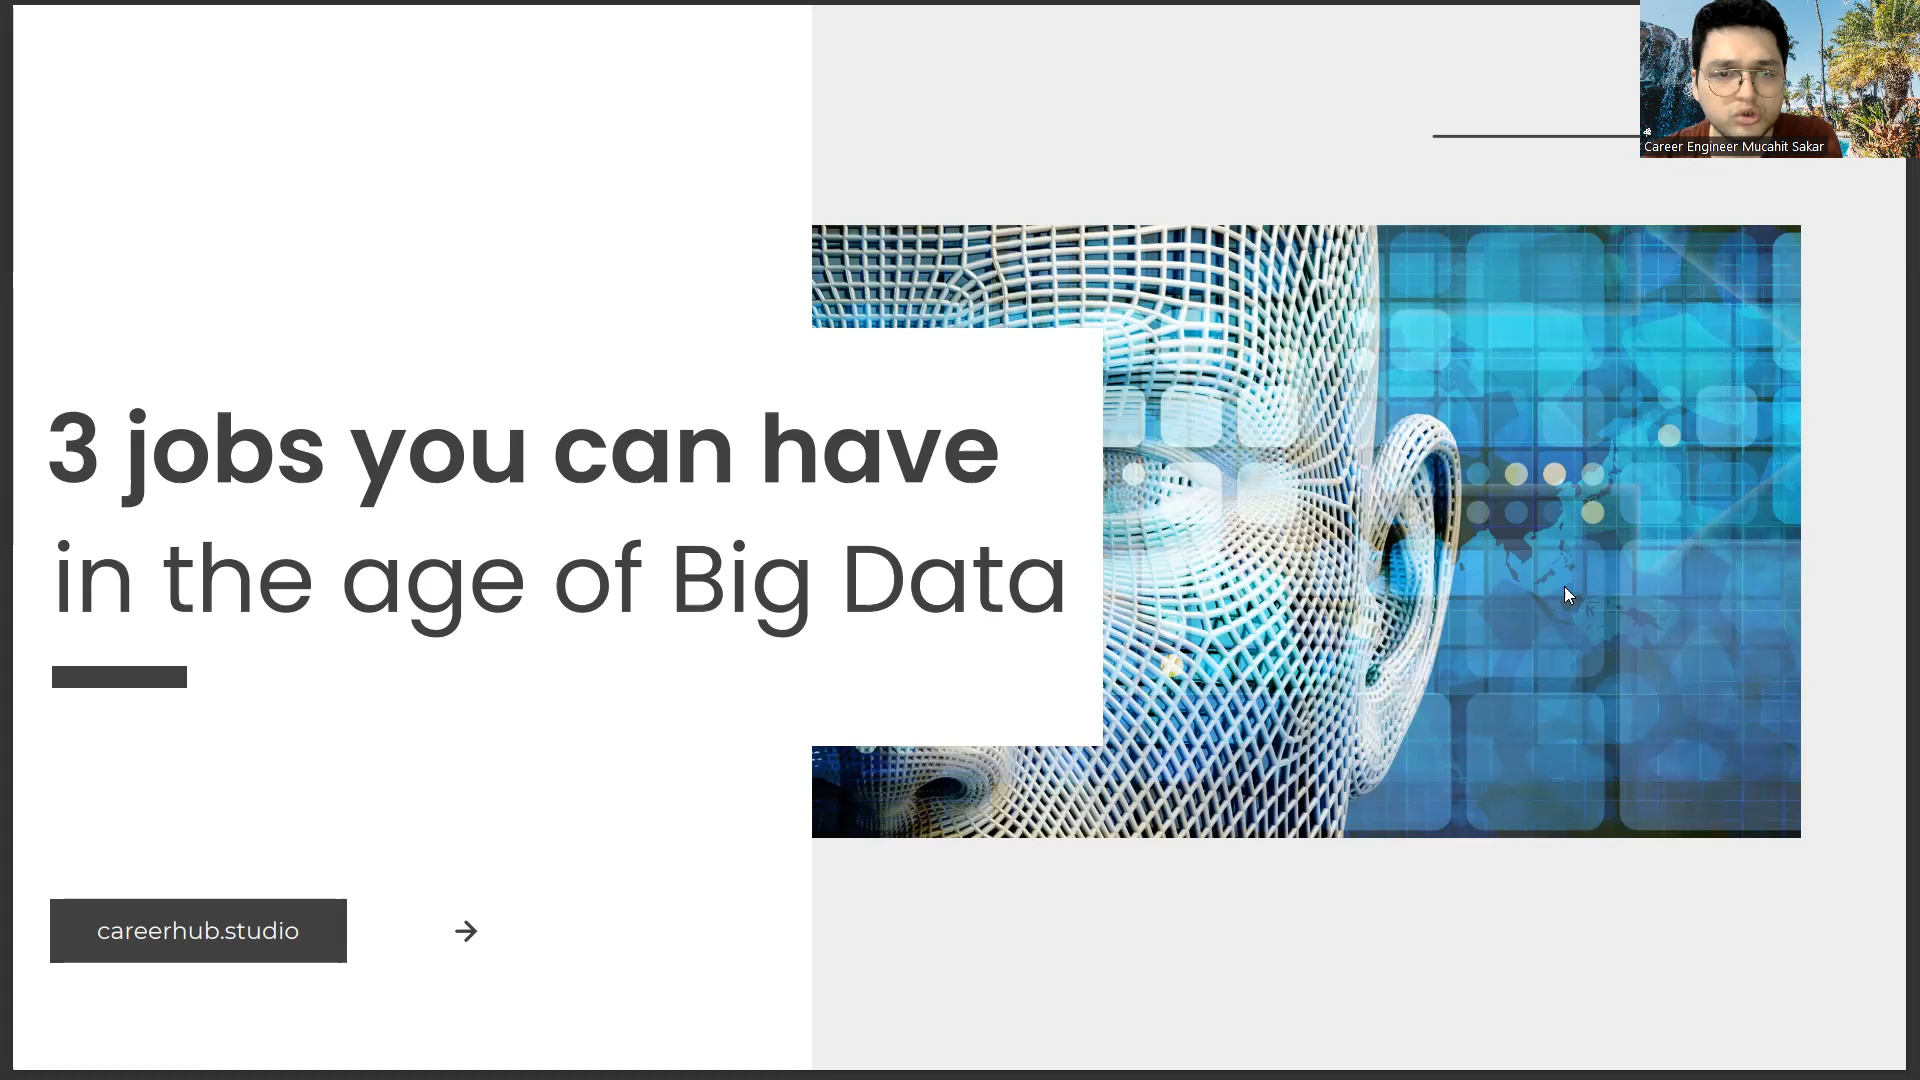 Career Engineer Mucahit Sakar
3 jobs you can have
in the age of Big Data
careerhub.studio